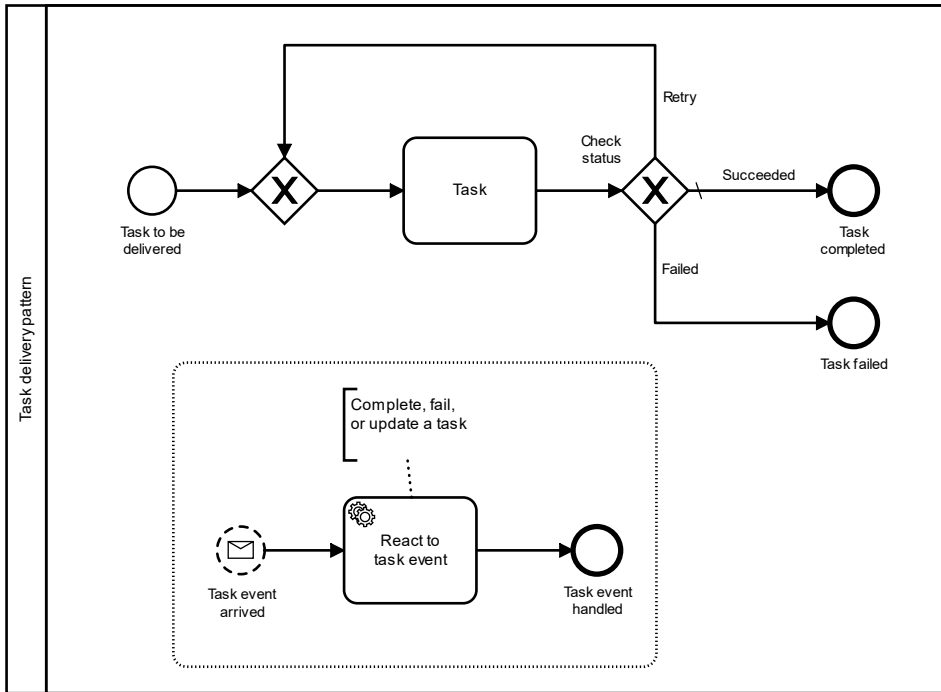 Task delivery pattern
Retry
Check
status
Task
Succeeded
Task to be
delivered
Task
completed
Failed
Task failed
Complete, fail,
or update a task
React to
task event
Task event
arrived
Task event
handled